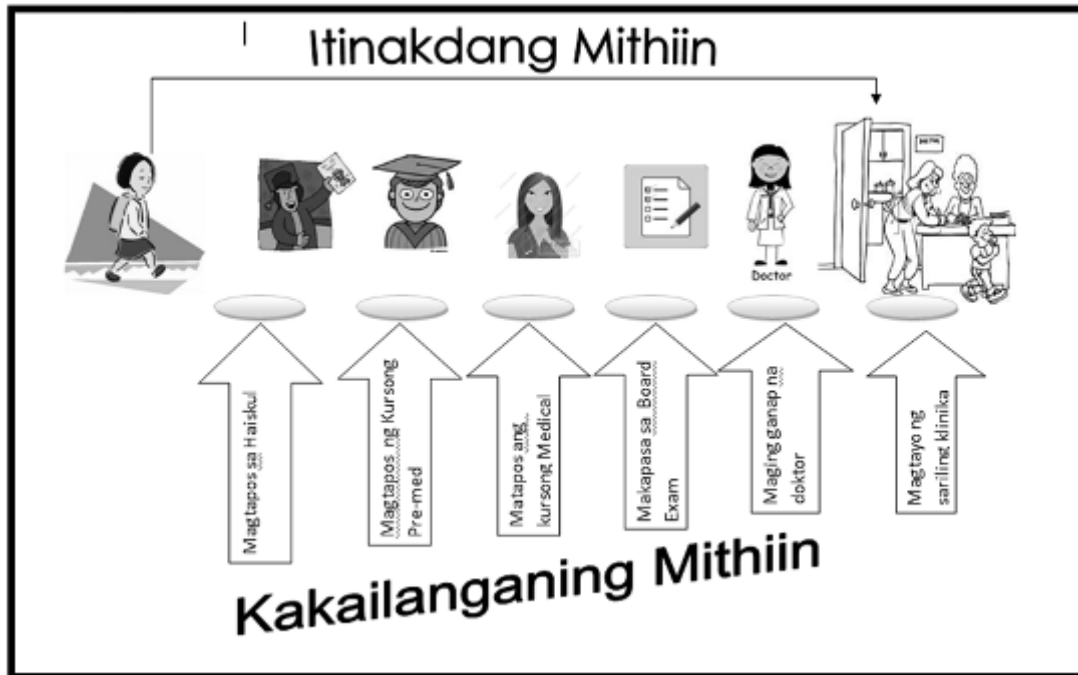 Itinakdang Mithiin
Doctor
Magtapos sa Haiskul
Magtapos ng Kursong
Pre-med
Matapos ang
kursong Medical
Makapasa sa Board
Exam
Maging ganap na
doktor
Magtayo ng
sariling klinika
Kakailanganing Mithiin